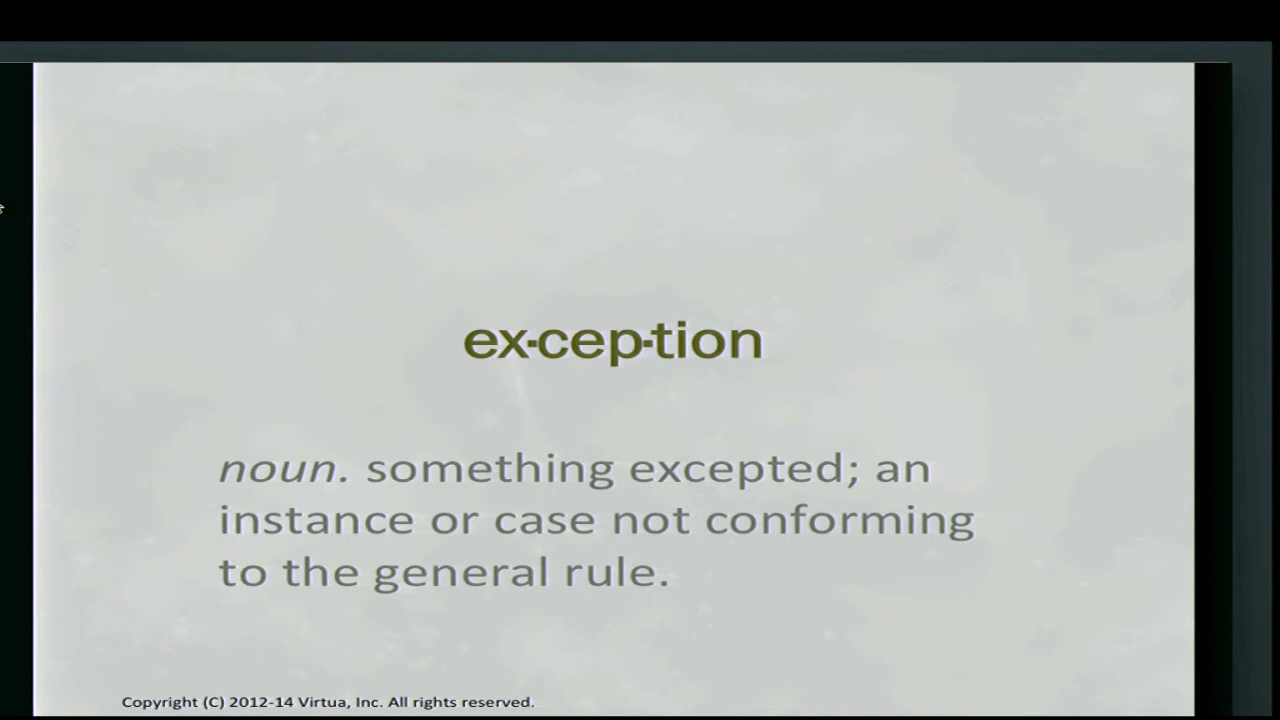 ex·cep·tion
noun. something excepted; an
instance or case not conforming
to the general rule.
Copyright (C) 2012-14 Virtua, Inc. All rights reserved.